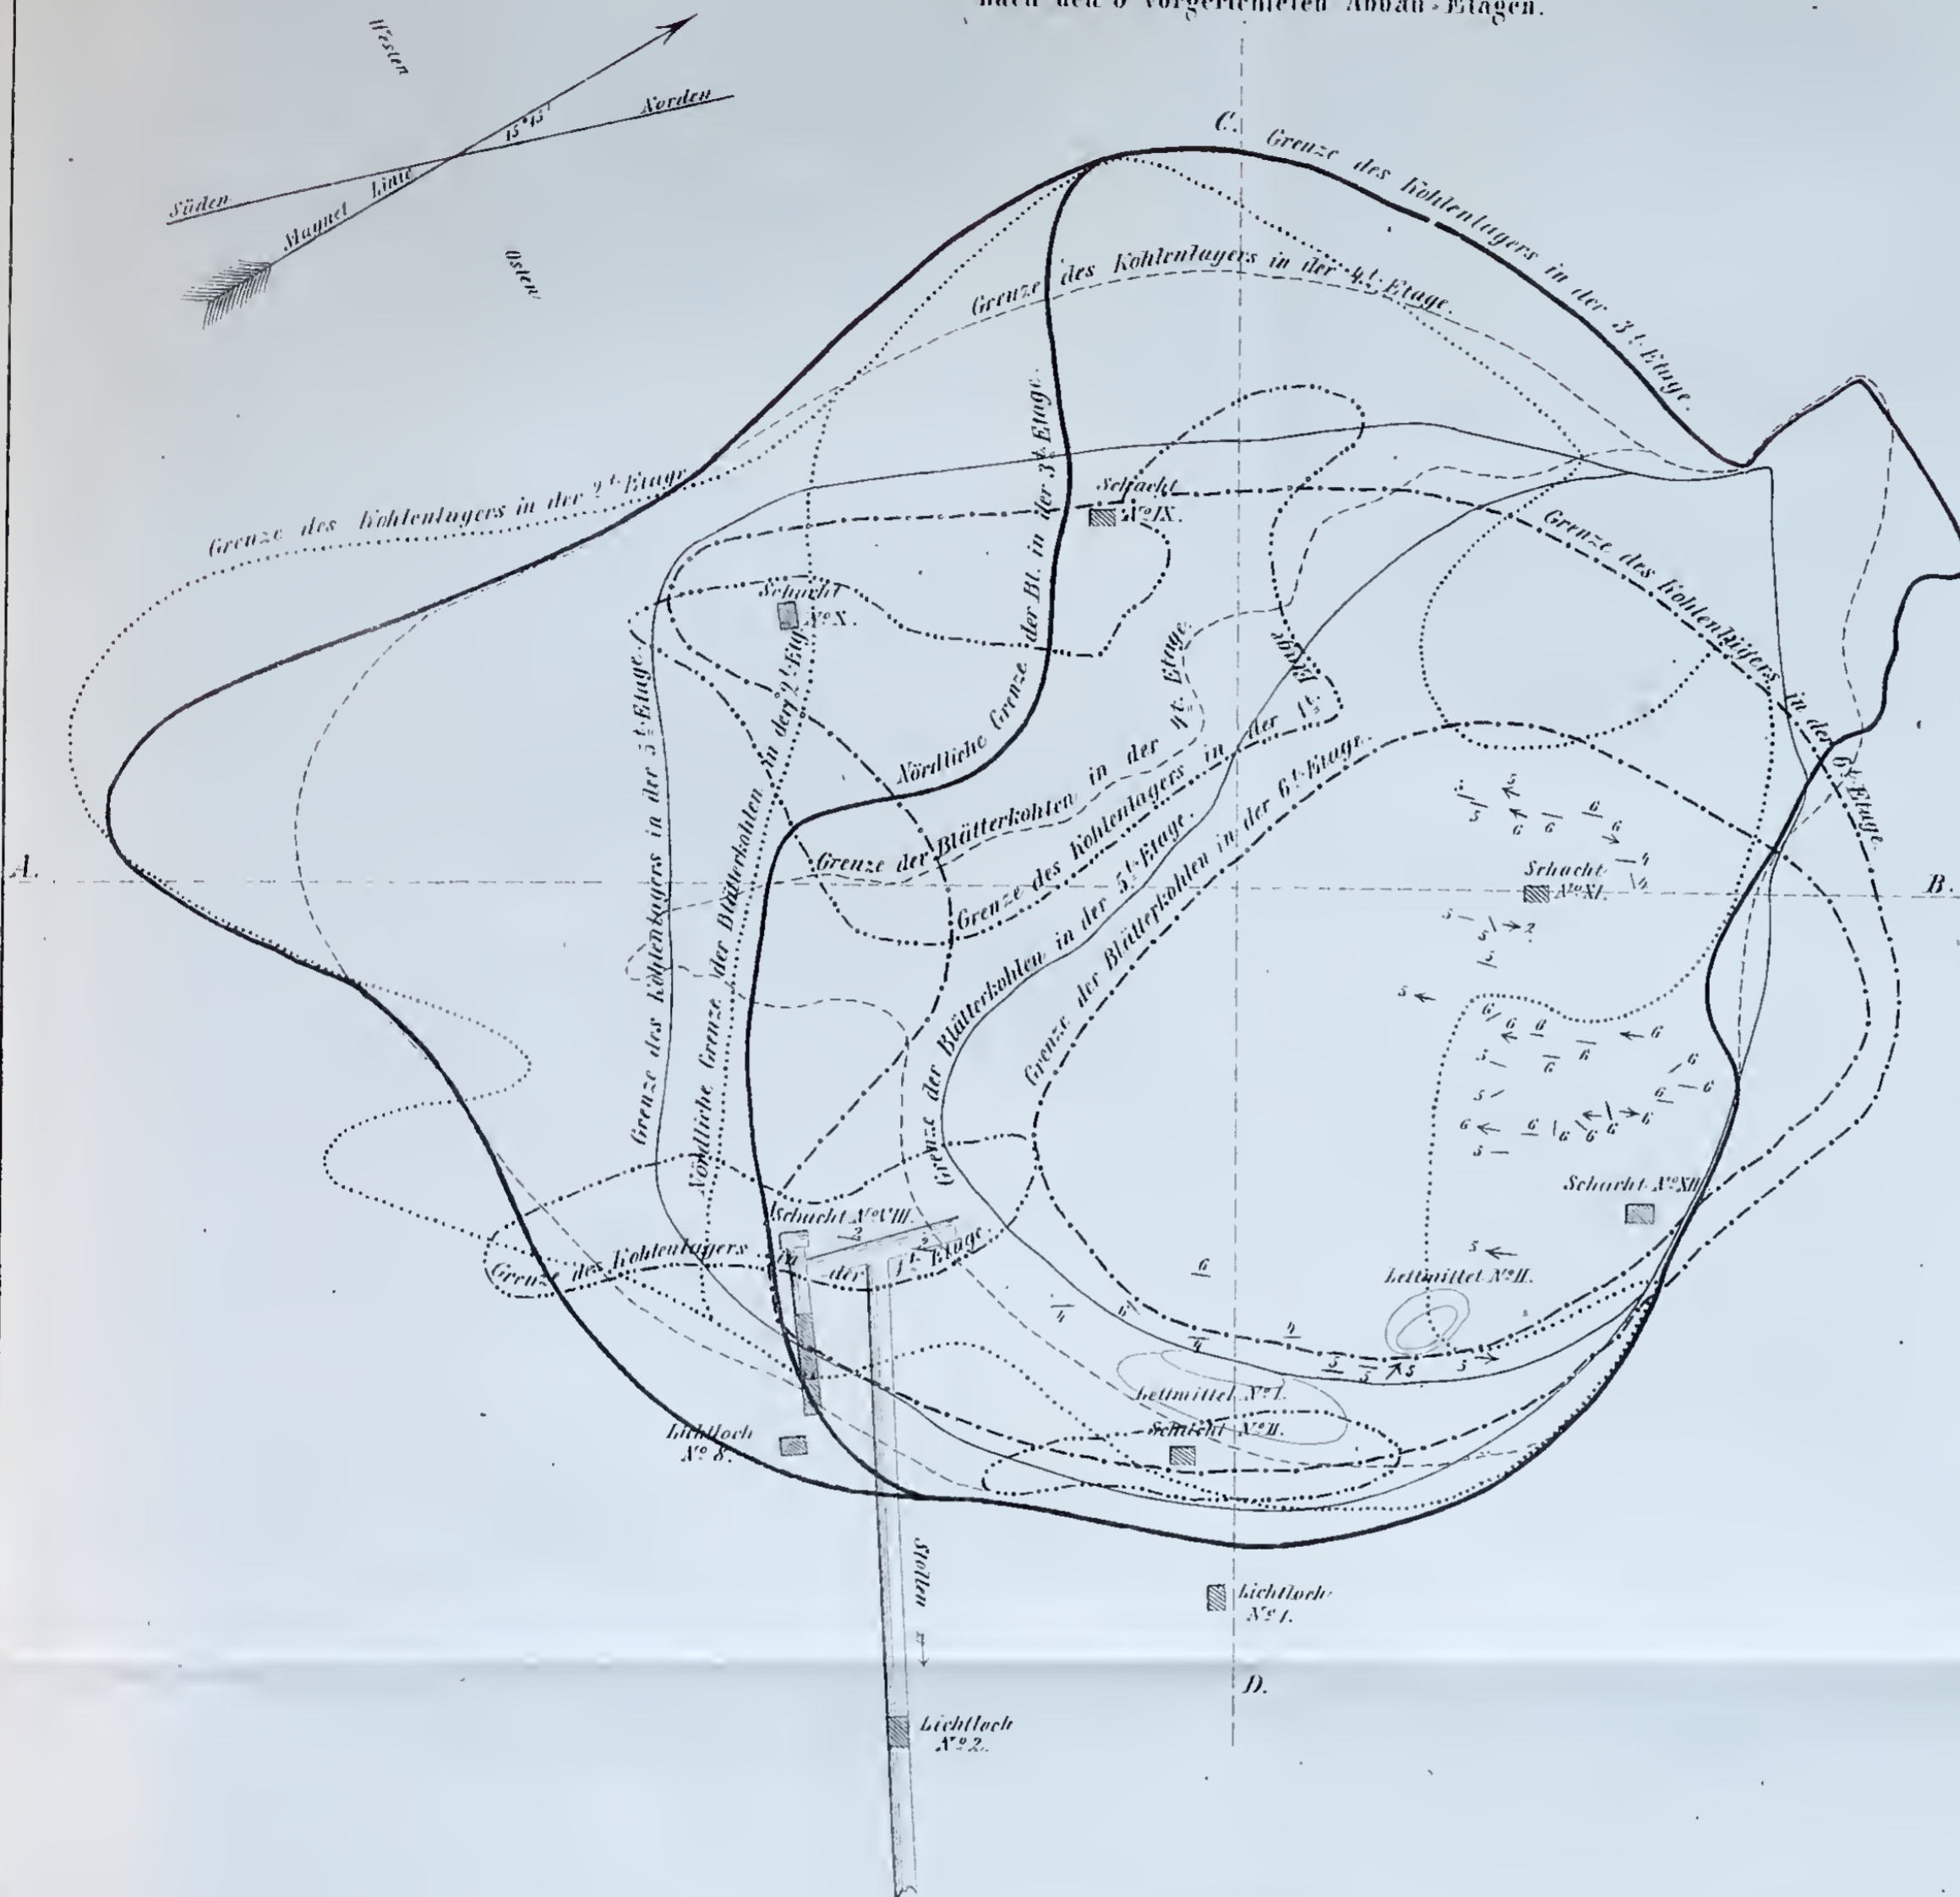 nach den 6 vorgerichteten Abbau-Etagen.
Westen
Norden
15°45'
Süden
Magnet Linie
Osten
C.
Grenze des Kohlenlagers in der 3t. Etage.
Grenze des Kohlenlagers in der 4t. Etage.
Grenze des Kohlenlagers in der 2t. Etage
Schacht
No IX.
Grenze des Kohlenlagers in der 6t. Etage.
Schacht
No X.
Nördliche Grenze der Bl. in der 3t. Etage.
Grenze des Kohlenlagers in der 5t. Etage.
Nördliche Grenze der Blätterkohlen in der 2t. Etag.
Grenze der Blätterkohlen in der 4t. Etage.
Grenze des Kohlenlagers in der 1t. Etage
Grenze der Blätterkohlen in der 5t. Etage.
Grenze der Blätterkohlen in der 6t. Etage.
A.
B.
Schacht
No XI.
Schacht No XII
Schacht No VIII.
Grenze des Kohlenlagers in der 1t. Etage
Lettmittel No II.
Lettmittel No I.
Schacht No II.
Lichtloch
No 8.
Stollen
Lichtloch
No 1.
D.
Lichtloch
No 2.